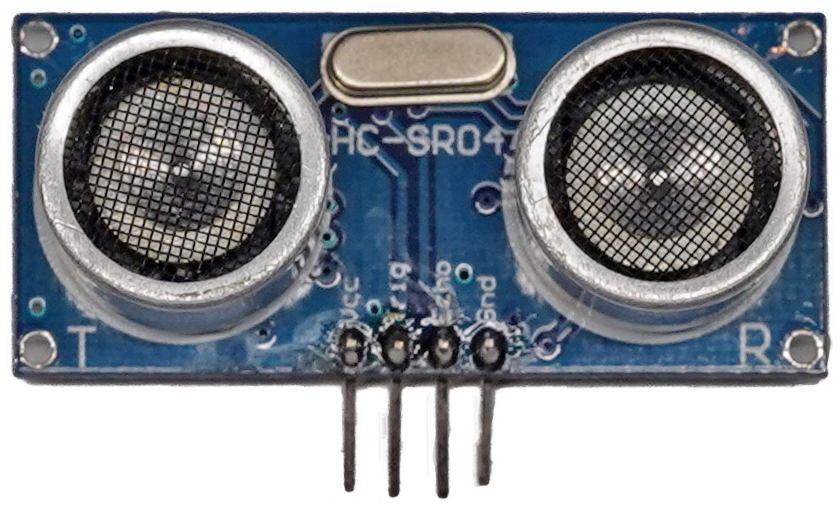 HC-SR04
Vcc
Trig
Echo
Gnd
T
R